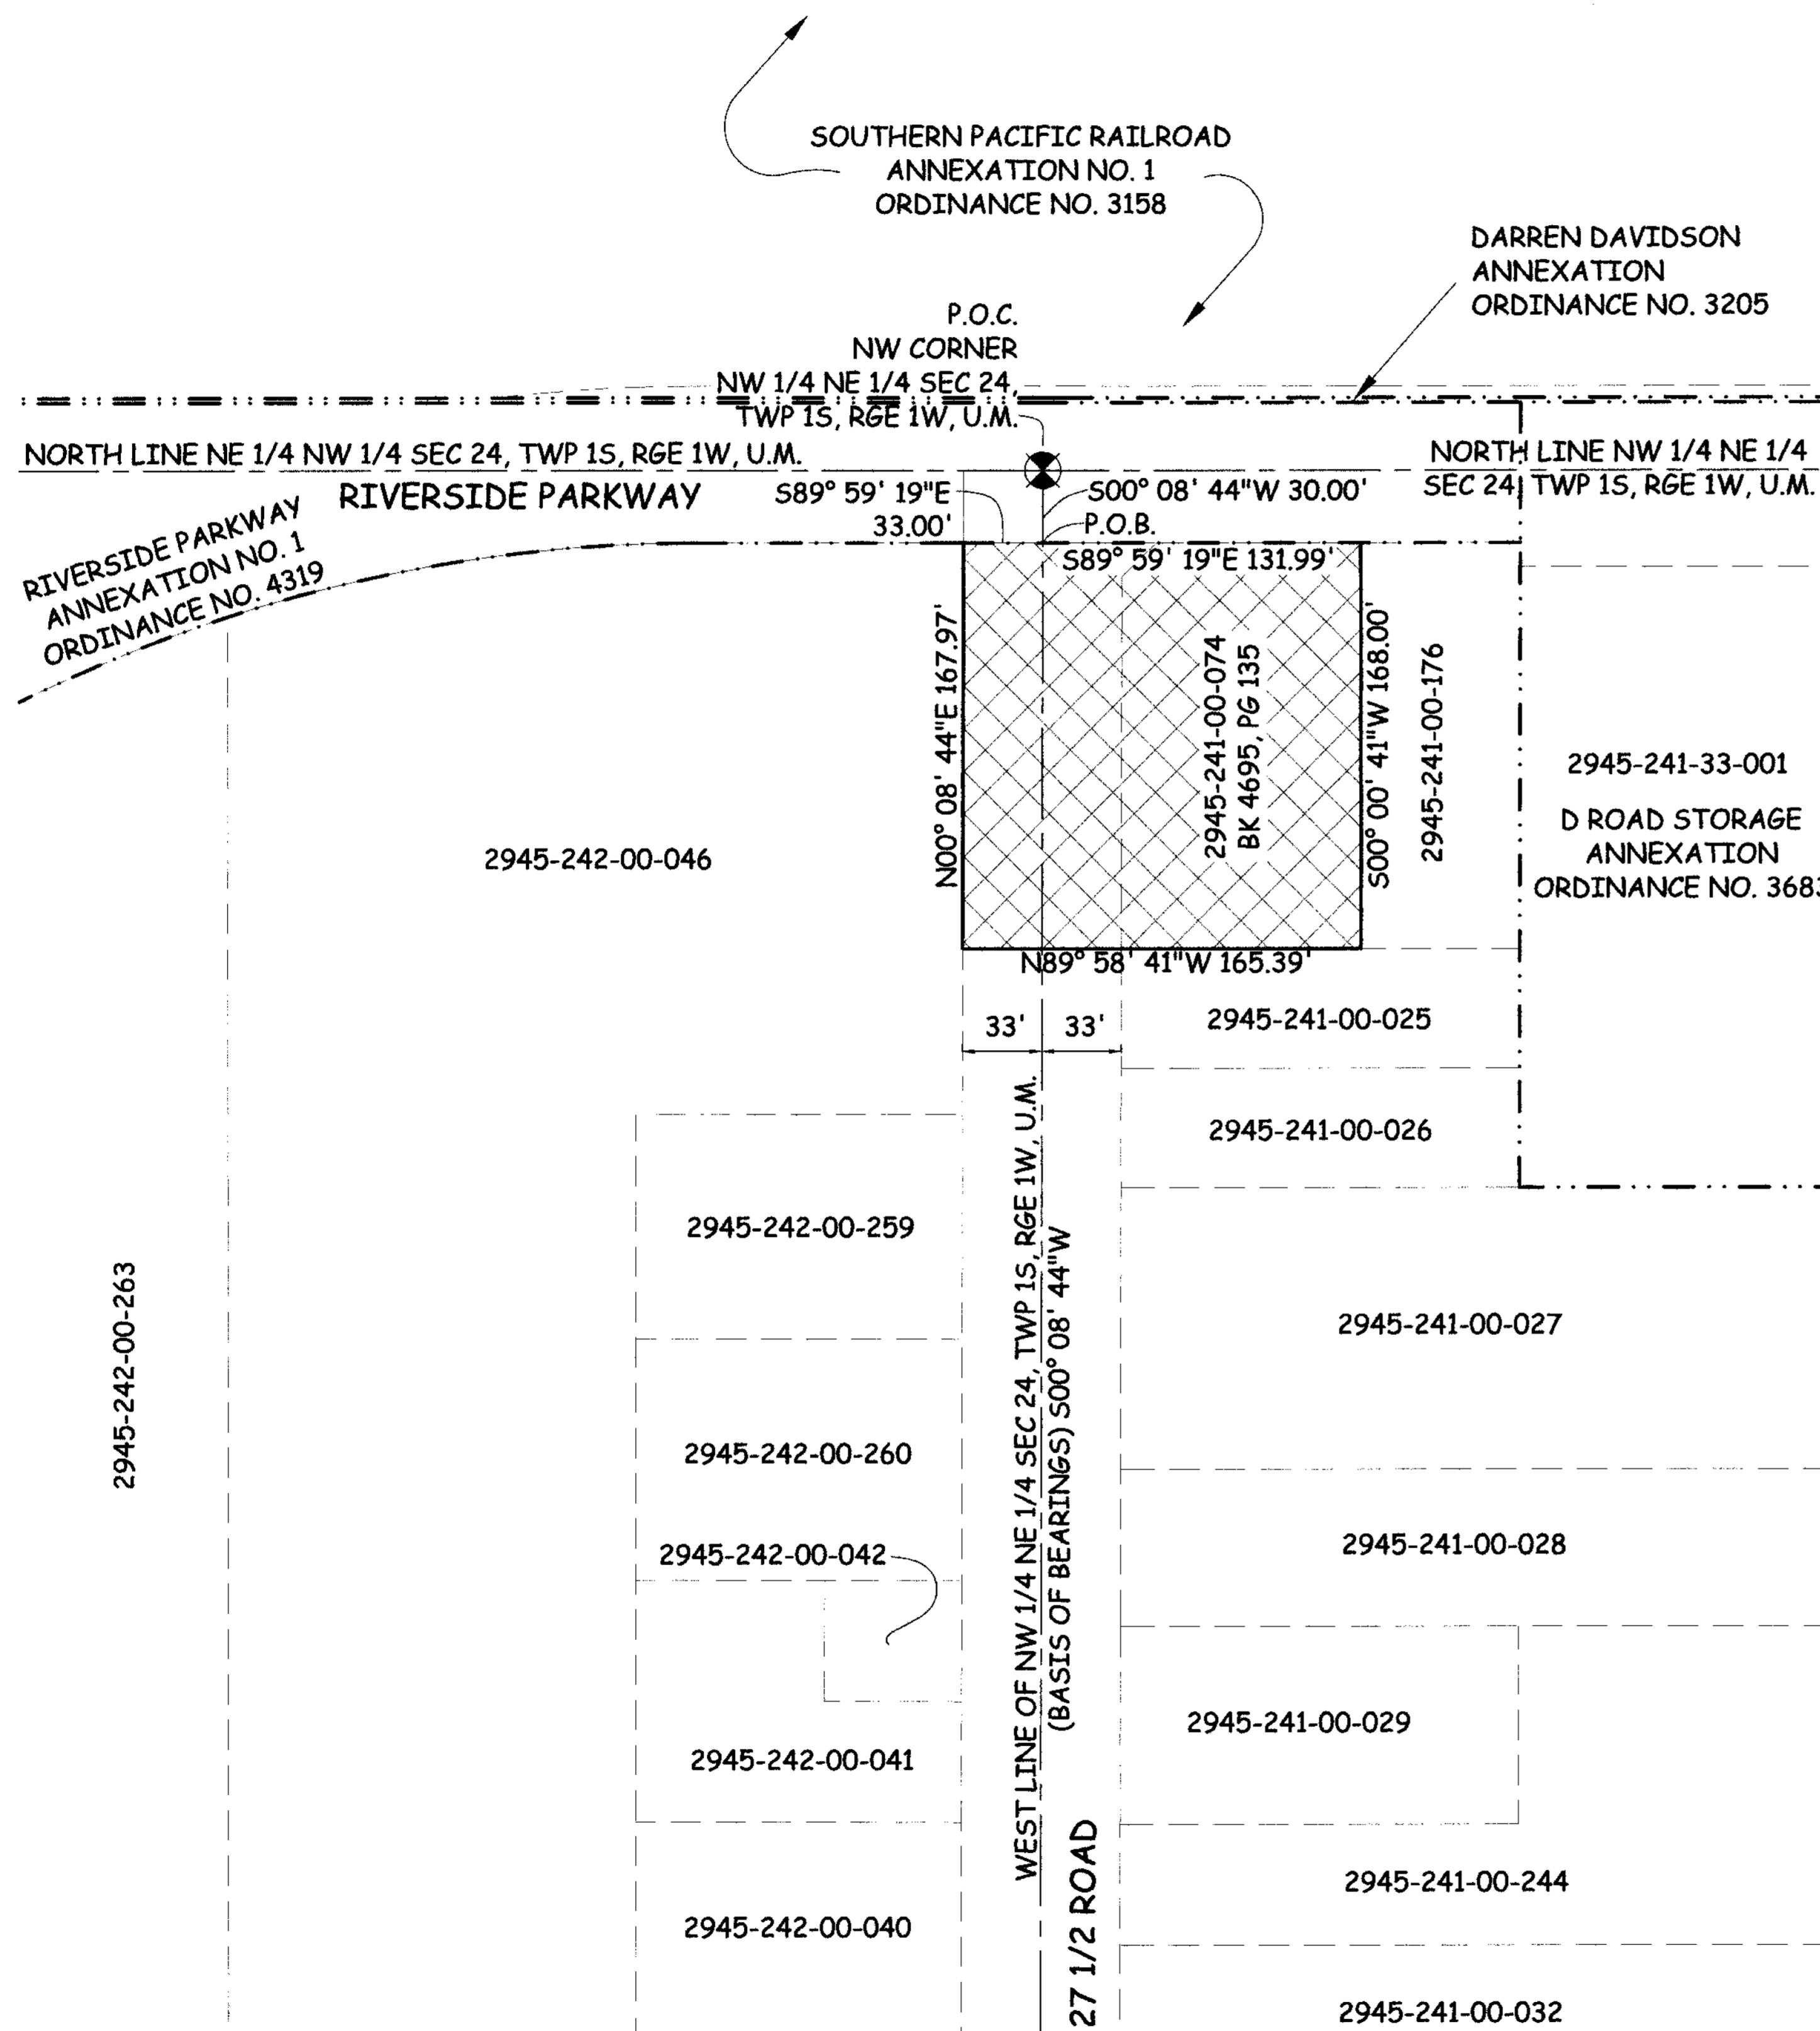 SOUTHERN PACIFIC RAILROAD
ANNEXATION NO. 1
ORDINANCE NO. 3158
DARREN DAVIDSON
ANNEXATION
ORDINANCE NO. 3205
P.O.C.
NW CORNER
NW 1/4 NE 1/4 SEC 24,
TWP 1S, RGE 1W, U.M.
NORTH LINE NE 1/4 NW 1/4 SEC 24, TWP 1S, RGE 1W, U.M.
NORTH LINE NW 1/4 NE 1/4
SEC 24, TWP 1S, RGE 1W, U.M.
RIVERSIDE PARKWAY
S89° 59' 19"E
33.00'
S00° 08' 44"W 30.00'
P.O.B.
S89° 59' 19"E 131.99'
RIVERSIDE PARKWAY
ANNEXATION NO. 1
ORDINANCE NO. 4319
N00° 08' 44"E 167.97'
2945-241-00-074
BK 4695, PG 135
S00° 00' 41"W 168.00'
2945-241-00-176
2945-241-33-001
D ROAD STORAGE
ANNEXATION
ORDINANCE NO. 3683
2945-242-00-046
N89° 58' 41"W 165.39'
33'
33'
2945-241-00-025
2945-241-00-026
2945-242-00-259
2945-241-00-027
2945-242-00-263
2945-242-00-260
2945-242-00-042
2945-241-00-028
WEST LINE OF NW 1/4 NE 1/4 SEC 24, TWP 1S, RGE 1W, U.M.
(BASIS OF BEARINGS) S00° 08' 44"W
2945-241-00-029
2945-242-00-041
27 1/2 ROAD
2945-241-00-244
2945-242-00-040
2945-241-00-032